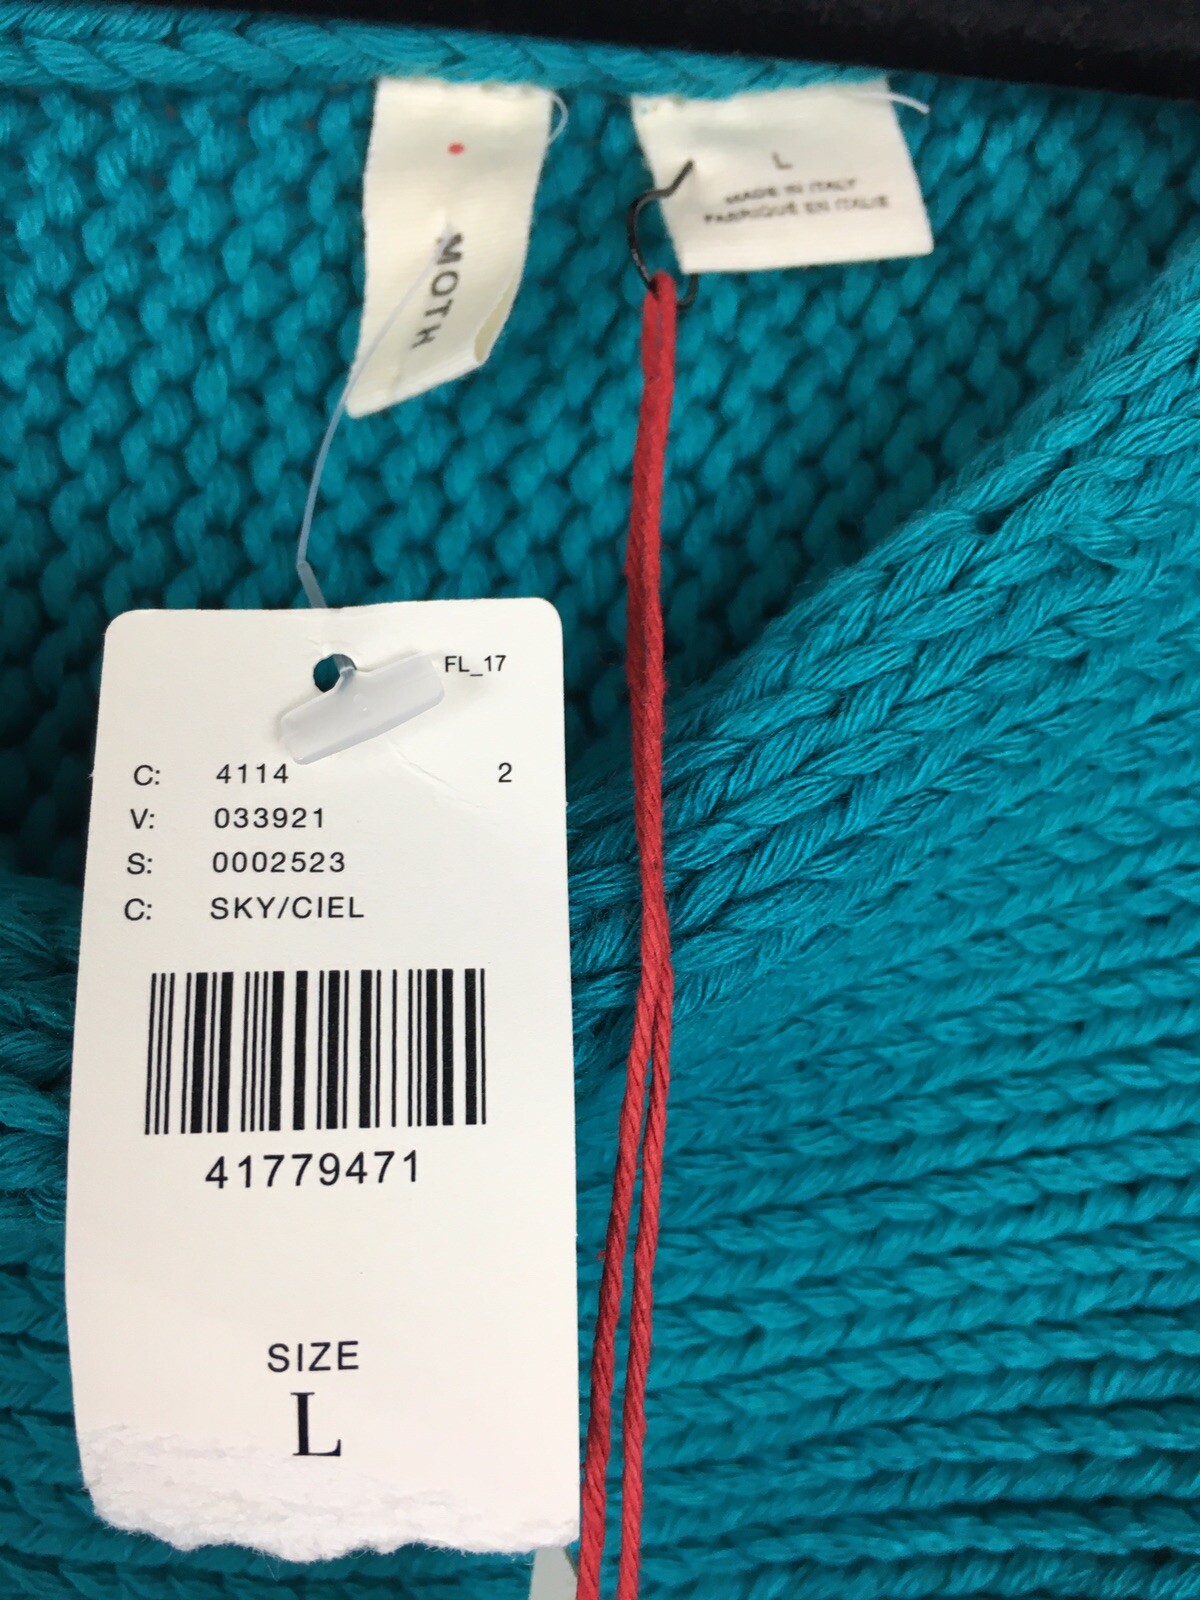 MOTH
L
MADE IN ITALY
FABRIQUÉ EN ITALIE
FL_17
C: 4114 2
V: 033921
S: 0002523
C: SKY/CIEL
41779471
SIZE
L